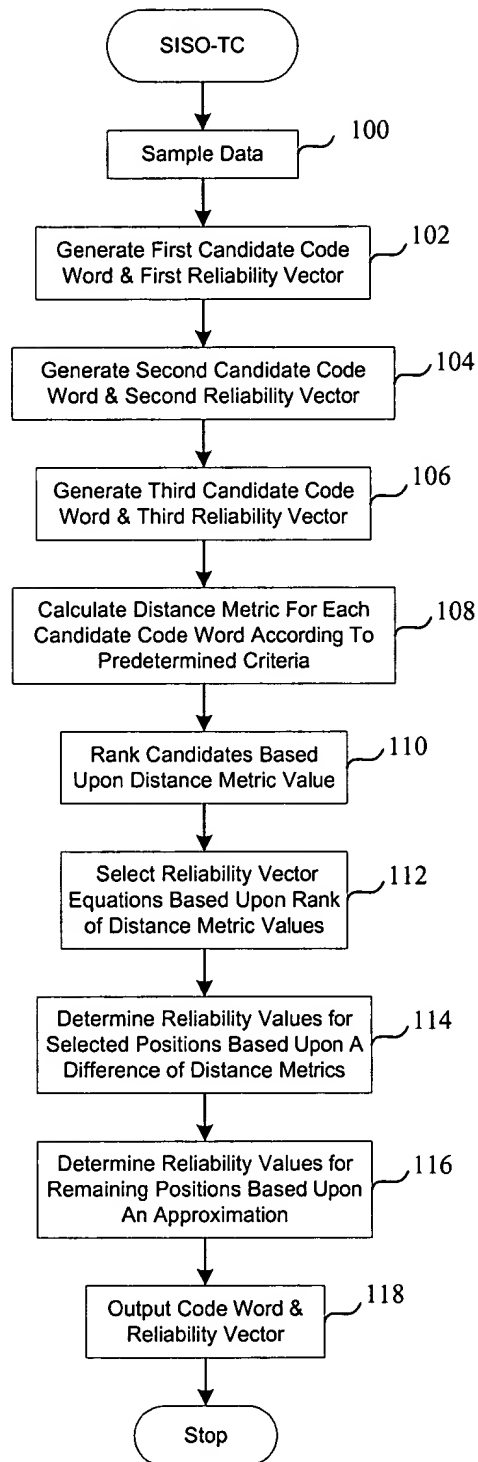 SISO-TC
Sample Data
100
Generate First Candidate Code
Word & First Reliability Vector
102
Generate Second Candidate Code
Word & Second Reliability Vector
104
Generate Third Candidate Code
Word & Third Reliability Vector
106
Calculate Distance Metric For Each
Candidate Code Word According To
Predetermined Criteria
108
Rank Candidates Based
Upon Distance Metric Value
110
Select Reliability Vector
Equations Based Upon Rank
of Distance Metric Values
112
Determine Reliability Values for
Selected Positions Based Upon A
Difference of Distance Metrics
114
Determine Reliability Values for
Remaining Positions Based Upon
An Approximation
116
Output Code Word &
Reliability Vector
118
Stop